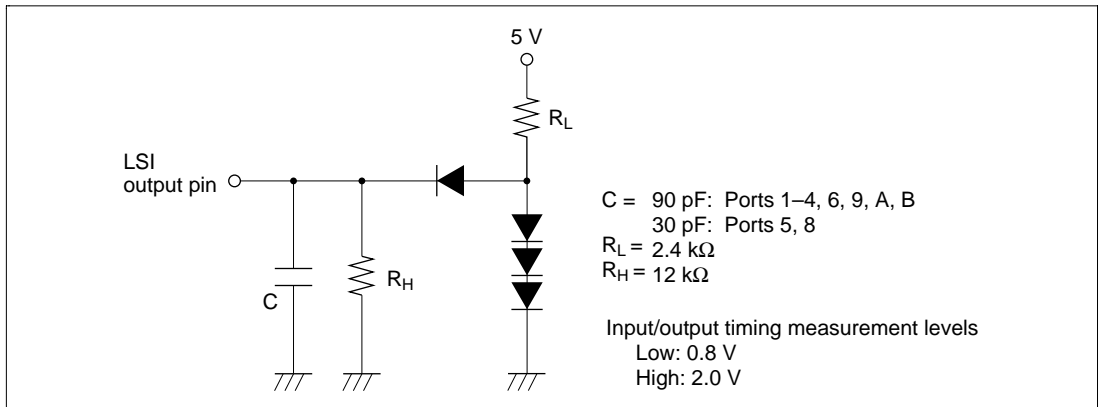 5 V
R_L
LSI
output pin
R_H
C
C = 90 pF: Ports 1–4, 6, 9, A, B
30 pF: Ports 5, 8
R_L = 2.4 kΩ
R_H = 12 kΩ
Input/output timing measurement levels
Low: 0.8 V
High: 2.0 V